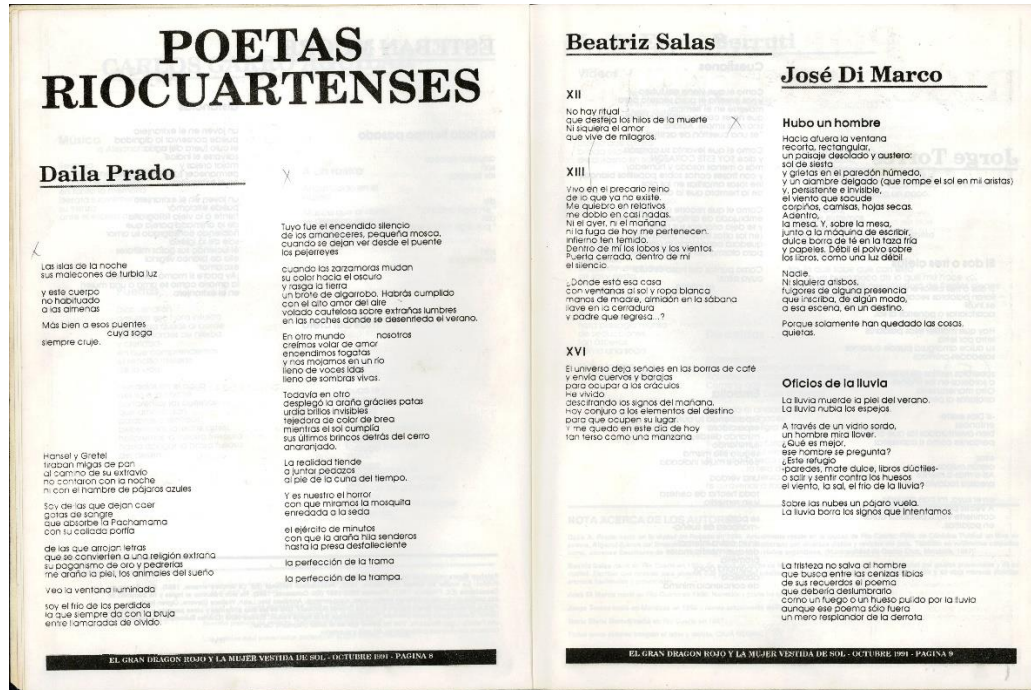 POETAS
RIOCUARTENSES
Daila Prado
Las islas de la noche
sus malecones de turbia luz
y este cuerpo
no habituado
a las almenas
Más bien a esos puentes
cuya soga
siempre cruje.
Hansel y Gretel
tiraban migas de pan
al camino de su extravío
no contaron con la noche
ni con el hambre de pájaros azules
Soy de las que dejan caer
gotas de sangre
que absorbe la Pachamama
con su callada porfía
de las que arrojan letras
que se convierten a una religión extraña
su paganismo de oro y pedrerías
me araña la piel, los animales del sueño
Veo la ventana iluminada
soy el frío de los perdidos
la que siempre da con la bruja
entre llamaradas de olvido.
Tuyo fue el encendido silencio
de los amaneceres, pequeña mosca,
cuando se dejan ver desde el puente
los pejerreyes
cuando las zarzamoras mudan
su color hacia el oscuro
y rasga la tierra
un brote de algarrobo. Habrás cumplido
con el alto amor del aire
volado cautelosa sobre extrañas lumbres
en las noches donde se desenreda el verano.
En otro mundo nosotros
creímos volar de amor
encendimos fogatas
y nos mojamos en un río
lleno de voces idas
lleno de sombras vivas.
Todavía en otro
desplegó la araña gráciles patas
urdía brillos invisibles
tejedora de color de brea
mientras el sol cumplía
sus últimos brincos detrás del cerro
anaranjado.
La realidad tiende
a juntar pedazos
al pie de la cuna del tiempo.
Y es nuestro el horror
con que miramos la mosquita
enredada a la seda
el ejército de minutos
con que la araña hila senderos
hasta la presa desfalleciente
la perfección de la trama
la perfección de la trampa.
EL GRAN DRAGON ROJO Y LA MUJER VESTIDA DE SOL - OCTUBRE 1991 - PAGINA 8
Beatriz Salas
XII
No hay ritual
que desteja los hilos de la muerte
Ni siquiera el amor
que vive de milagros.
XIII
Vivo en el precario reino
de lo que ya no existe.
Me quiebro en relativos
me doblo en casi nadas.
Ni el ayer, ni el mañana
ni la fuga de hoy me pertenecen.
Infierno ten temido.
Dentro de mí los lobos y los vientos.
Puerta cerrada, dentro de mí
el silencio
¿Dónde está esa casa
con ventanas al sol y ropa blanca
manos de madre, almidón en la sábana
llave en la cerradura
y padre que regresa...?
XVI
El universo deja señales en las borras de café
y envía cuervos y barajas
para ocupar a los oráculos
He vivido
descifrando los signos del mañana.
Hoy conjuro a los elementos del destino
para que ocupen su lugar.
Y me quedo en este día de hoy
tan terso como una manzana
José Di Marco
Hubo un hombre
Hacia afuera la ventana
recorta, rectangular,
un paisaje desolado y austero:
sol de siesta
y grietas en el paredón húmedo,
y un alambre delgado (que rompe el sol en mil aristas)
y, persistente e invisible,
el viento que sacude
corpiños, camisas, hojas secas.
Adentro,
la mesa. Y, sobre la mesa,
junto a la máquina de escribir,
dulce borra de té en la taza fría
y papeles. Débil el polvo sobre
los libros, como una luz débil
Nadie.
Ni siquiera atisbos,
fulgores de alguna presencia
que inscriba, de algún modo,
a esa escena, en un destino.
Porque solamente han quedado las cosas.
quietas.
Oficios de la lluvia
La lluvia muerde la piel del verano.
La lluvia nubla los espejos.
A través de un vidrio sordo,
un hombre mira llover.
¿Qué es mejor,
ese hombre se pregunta?
¿Este refugio
-paredes, mate dulce, libros dúctiles-
o salir y sentir contra los huesos
el viento, la sal, el frío de la lluvia?
Sobre las nubes un pájaro vuela.
La lluvia borra los signos que intentamos.
La tristeza no salva al hombre
que busca entre las cenizas tibias
de sus recuerdos el poema
que debería deslumbrarlo
como un fuego o un hueso pulido por la lluvia
aunque ese poema sólo fuera
un mero resplandor de la derrota
EL GRAN DRAGON ROJO Y LA MUJER VESTIDA DE SOL - OCTUBRE 1991 - PAGINA 9